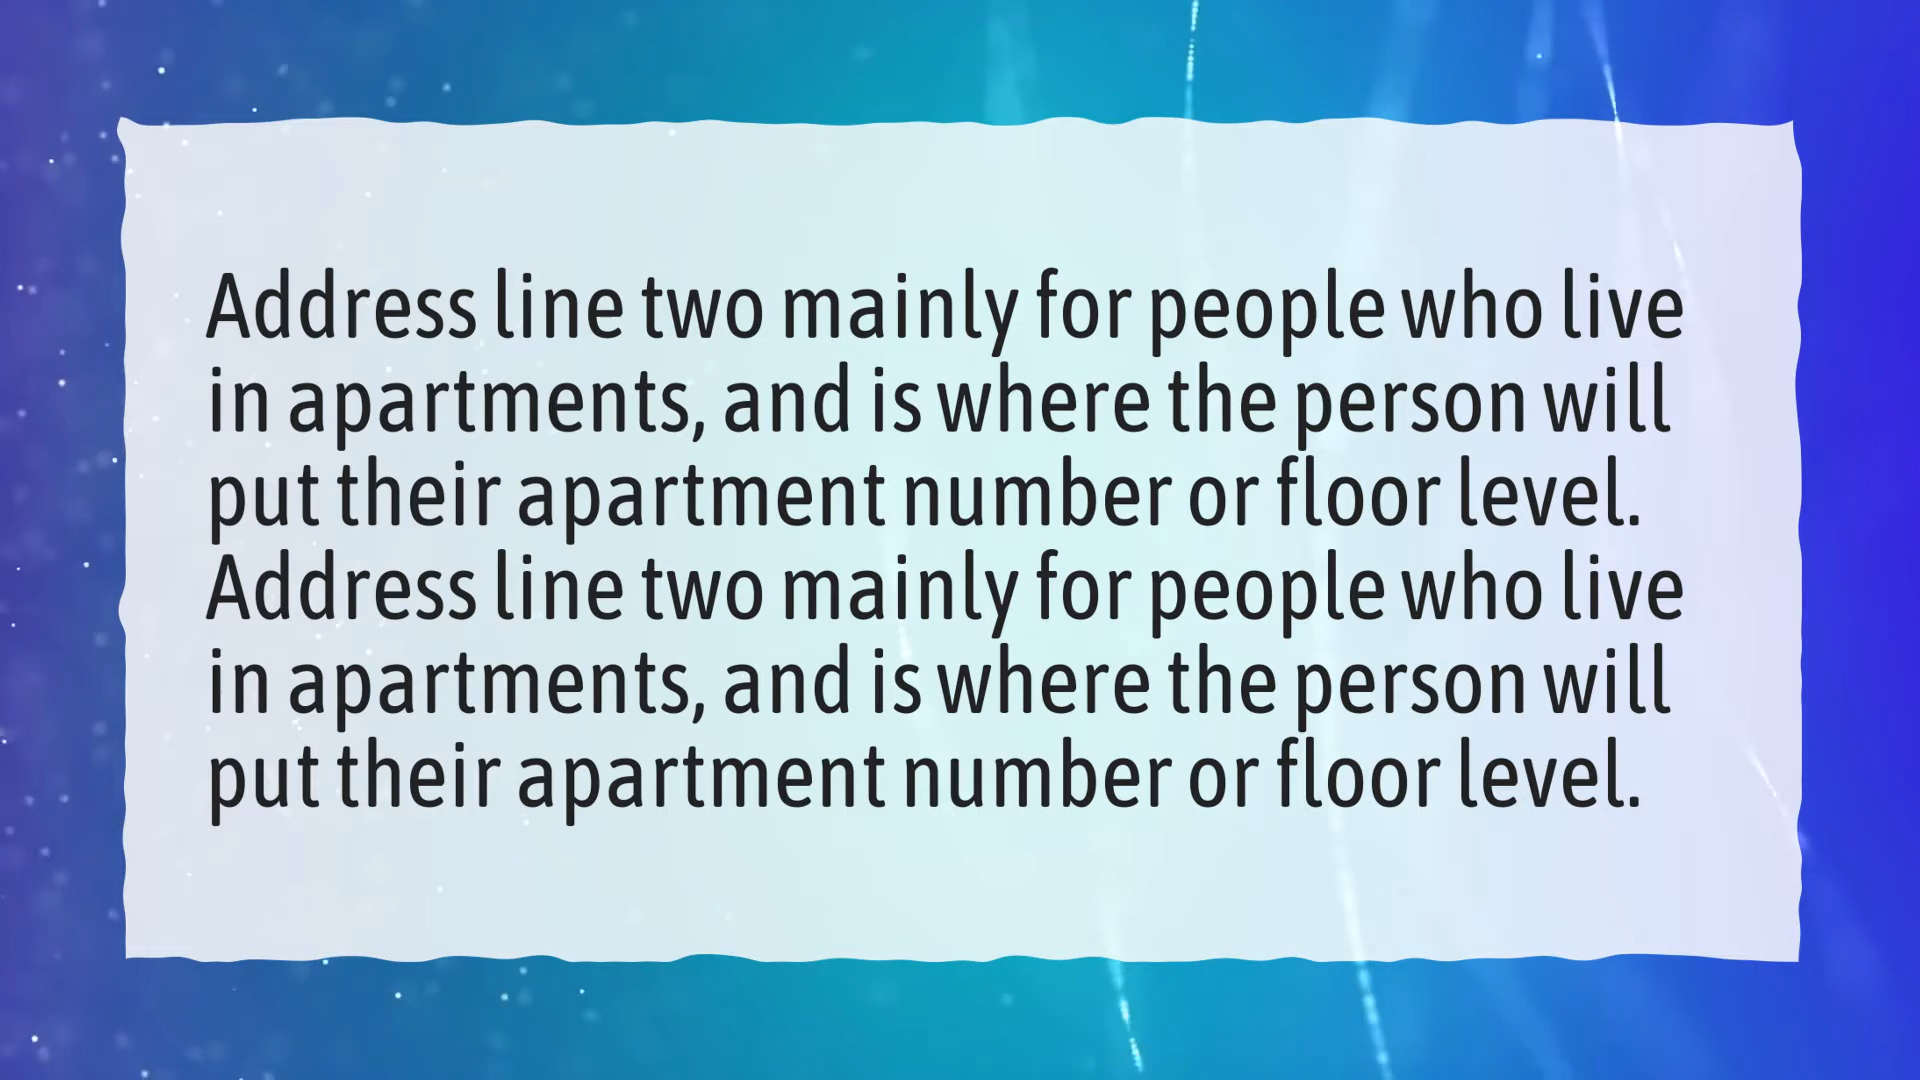 Address line two mainly for people who live
in apartments, and is where the person will
put their apartment number or floor level.
Address line two mainly for people who live
in apartments, and is where the person will
put their apartment number or floor level.